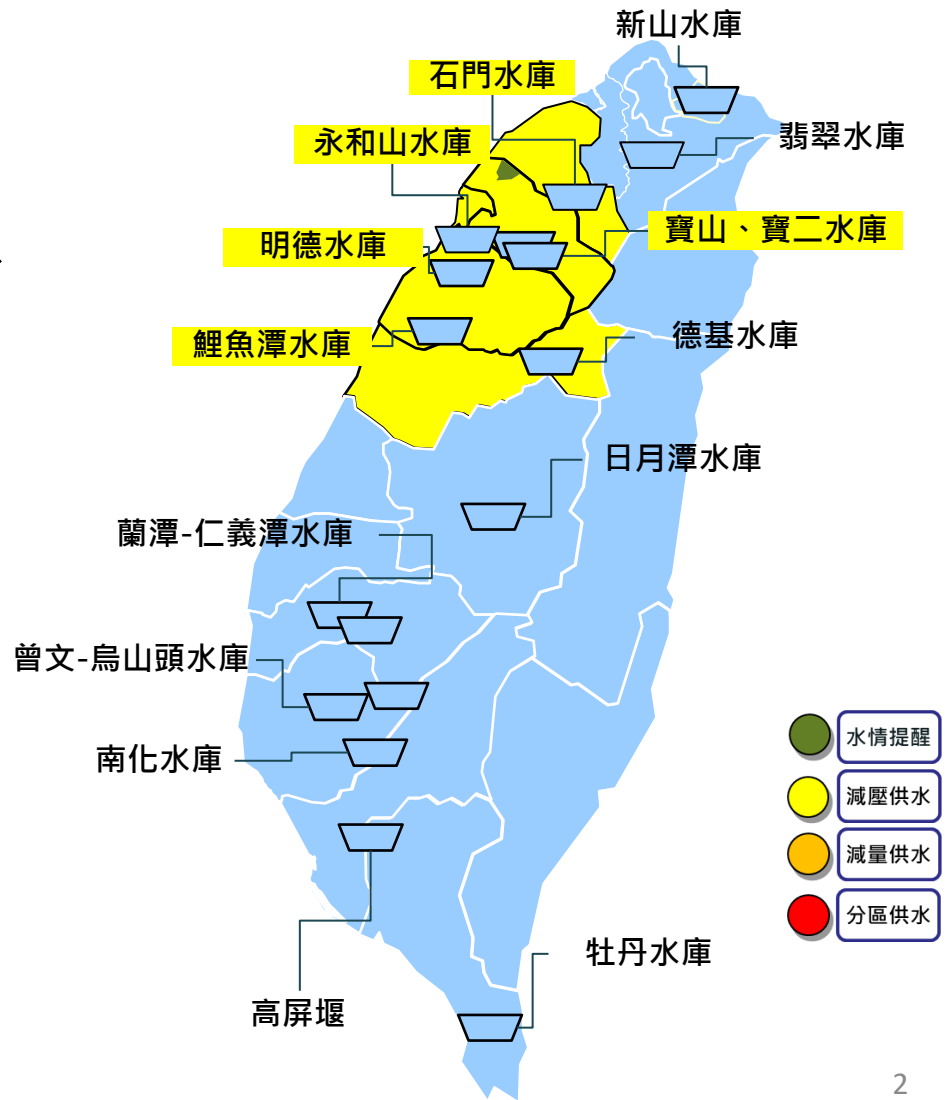 新山水庫
石門水庫
永和山水庫
翡翠水庫
明德水庫
寶山、寶二水庫
鯉魚潭水庫
德基水庫
日月潭水庫
蘭潭-仁義潭水庫
曾文-烏山頭水庫
南化水庫
水情提醒
減壓供水
減量供水
分區供水
牡丹水庫
高屏堰
2